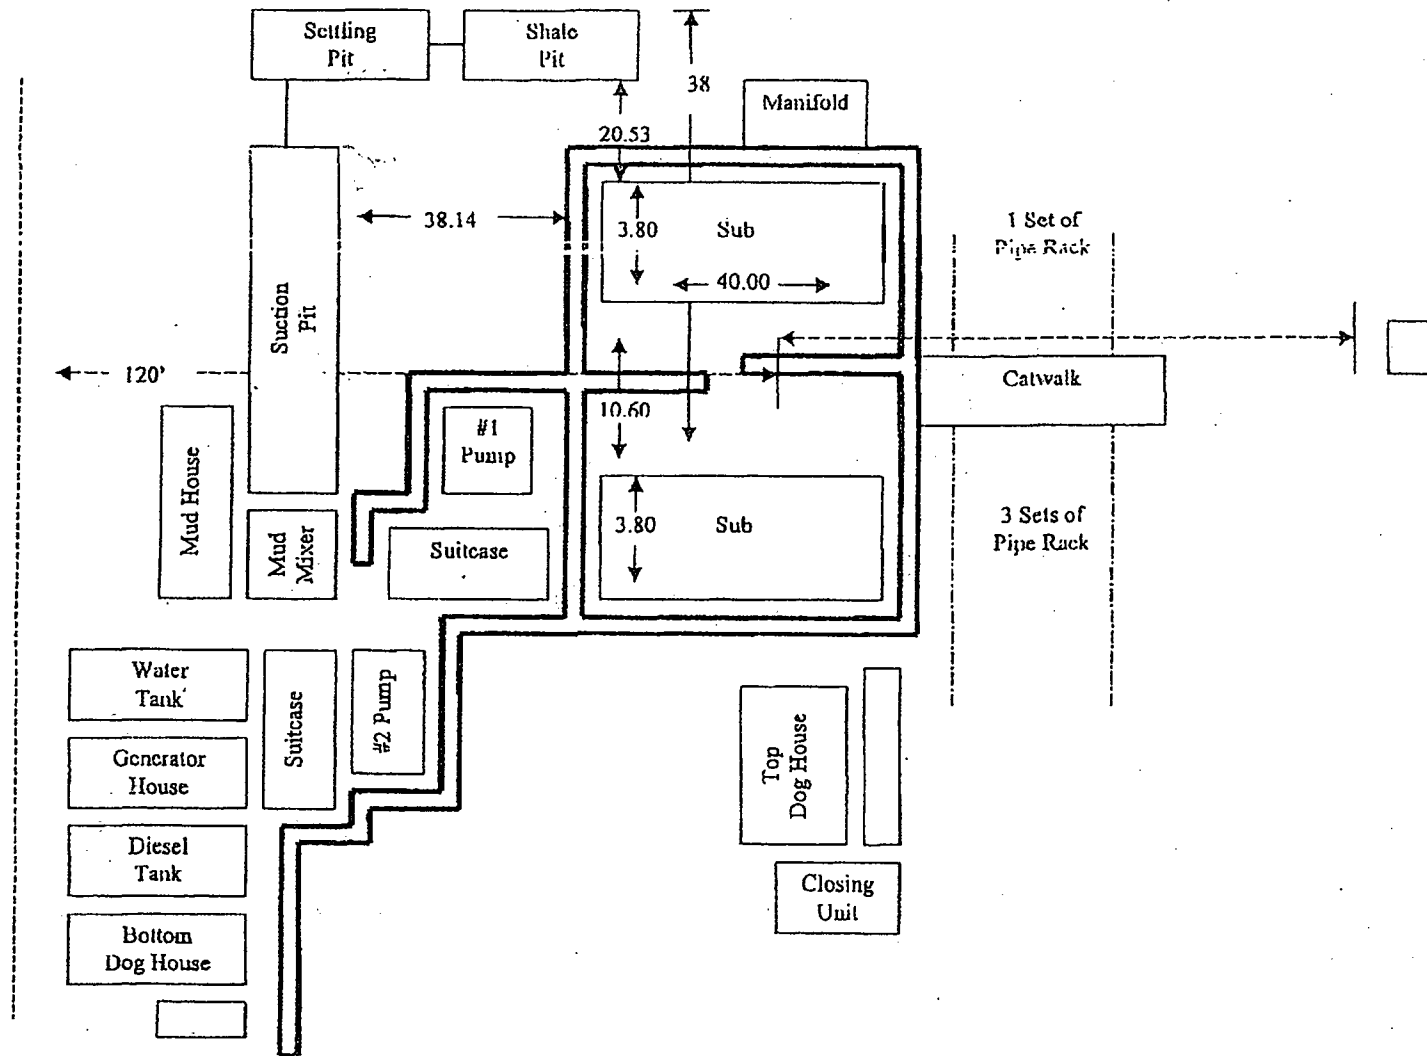 Settling
Pit
Shale
Pit
38
Manifold
20.53
38.14
3.80
Sub
40.00
1 Set of
Pipe Rack
Suction
Pit
120'
Catwalk
10.60
#1
Pump
Mud House
Mud
Mixer
Suitcase
3.80
Sub
3 Sets of
Pipe Rack
Water
Tank
Suitcase
#2 Pump
Generator
House
Top
Dog House
Diesel
Tank
Closing
Unit
Bottom
Dog House